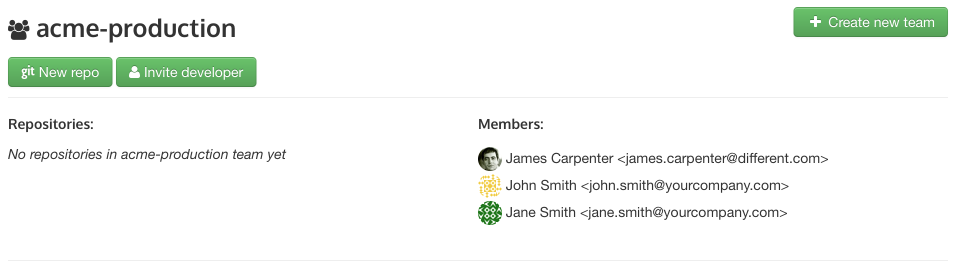 acme-production
Create new team
git New repo
Invite developer
Repositories:
No repositories in acme-production team yet
Members:
James Carpenter <james.carpenter@different.com>
John Smith <john.smith@yourcompany.com>
Jane Smith <jane.smith@yourcompany.com>